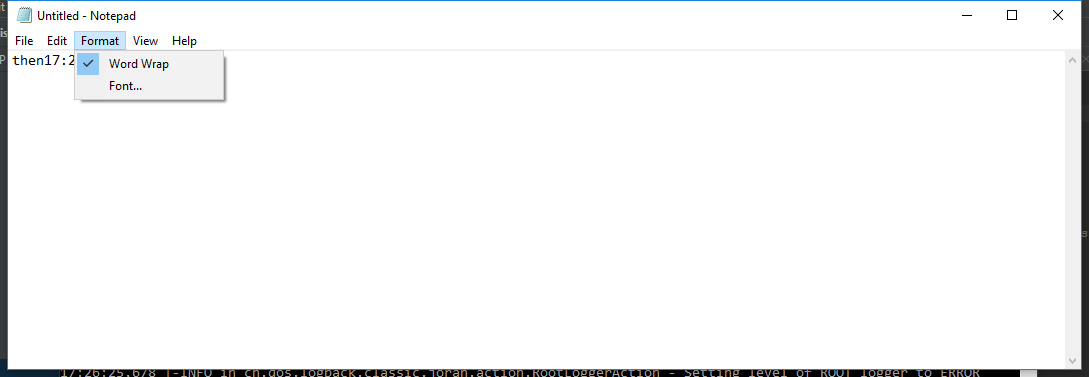 Untitled - Notepad
File Edit Format View Help
then17:2
Word Wrap
Font...
17:26:25.678 |-INFO in ch.qos.logback.classic.joran.action.RootLoggerAction - Setting level of ROOT logger to ERROR